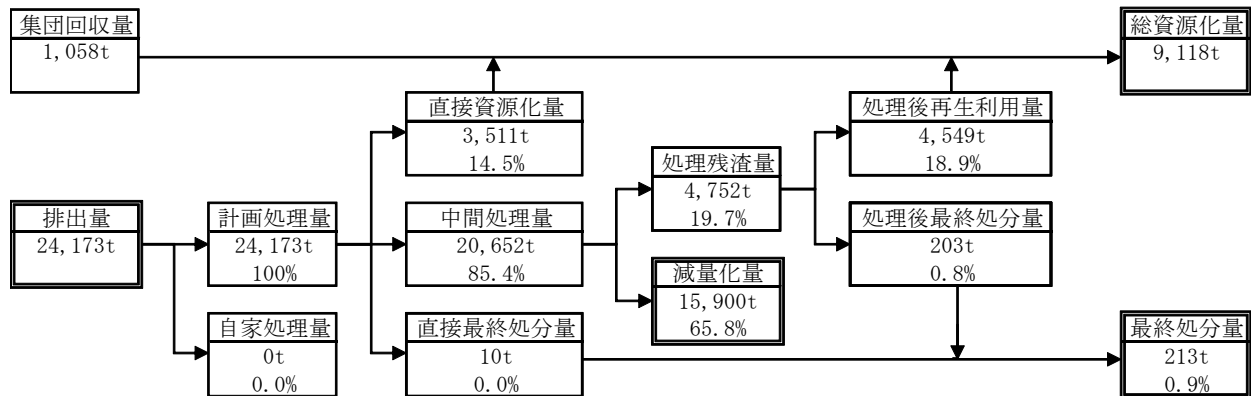 集団回収量
1,058t
総資源化量
9,118t
直接資源化量
3,511t
14.5%
処理後再生利用量
4,549t
18.9%
処理残渣量
4,752t
19.7%
排出量
24,173t
計画処理量
24,173t
100%
中間処理量
20,652t
85.4%
処理後最終処分量
203t
0.8%
減量化量
15,900t
65.8%
自家処理量
0t
0.0%
直接最終処分量
10t
0.0%
最終処分量
213t
0.9%